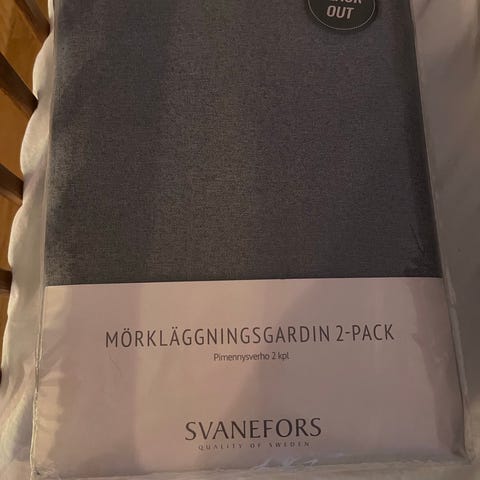 OUT
MÖRKLÄGGNINGSGARDIN 2-PACK
Pimennysverho 2 kpl
SVANEFORS
QUALITY OF SWEDEN